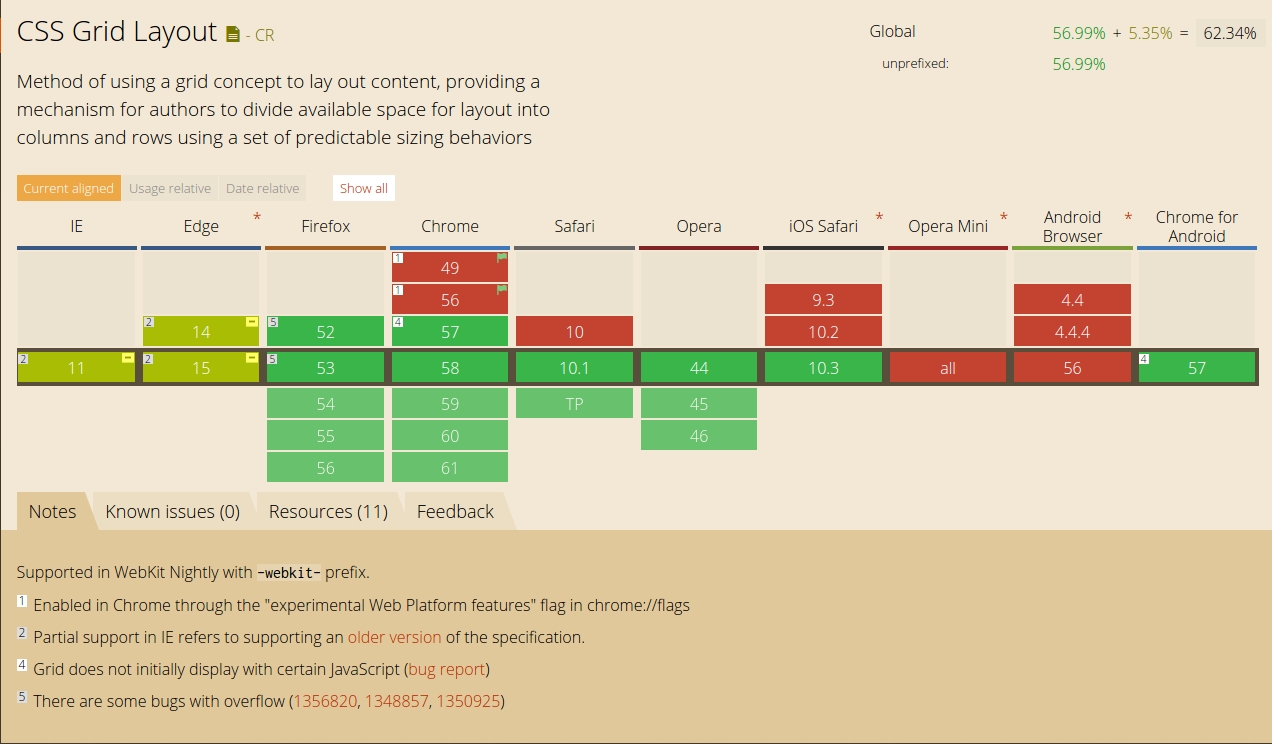 CSS Grid Layout - CR
Global 56.99% + 5.35% = 62.34%
unprefixed: 56.99%
Method of using a grid concept to lay out content, providing a
mechanism for authors to divide available space for layout into
columns and rows using a set of predictable sizing behaviors
Current aligned Usage relative Date relative Show all
IE Edge * Firefox Chrome Safari Opera iOS Safari * Opera Mini * Android Browser * Chrome for Android
1 49
1 56 9.3 4.4
2 14 - 5 52 4 57 10 10.2 4.4.4
2 11 - 2 15 - 5 53 58 10.1 44 10.3 all 56 4 57
54 59 TP 45
55 60 46
56 61
Notes Known issues (0) Resources (11) Feedback
Supported in WebKit Nightly with -webkit- prefix.
1 Enabled in Chrome through the "experimental Web Platform features" flag in chrome://flags
2 Partial support in IE refers to supporting an older version of the specification.
4 Grid does not initially display with certain JavaScript (bug report)
5 There are some bugs with overflow (1356820, 1348857, 1350925)